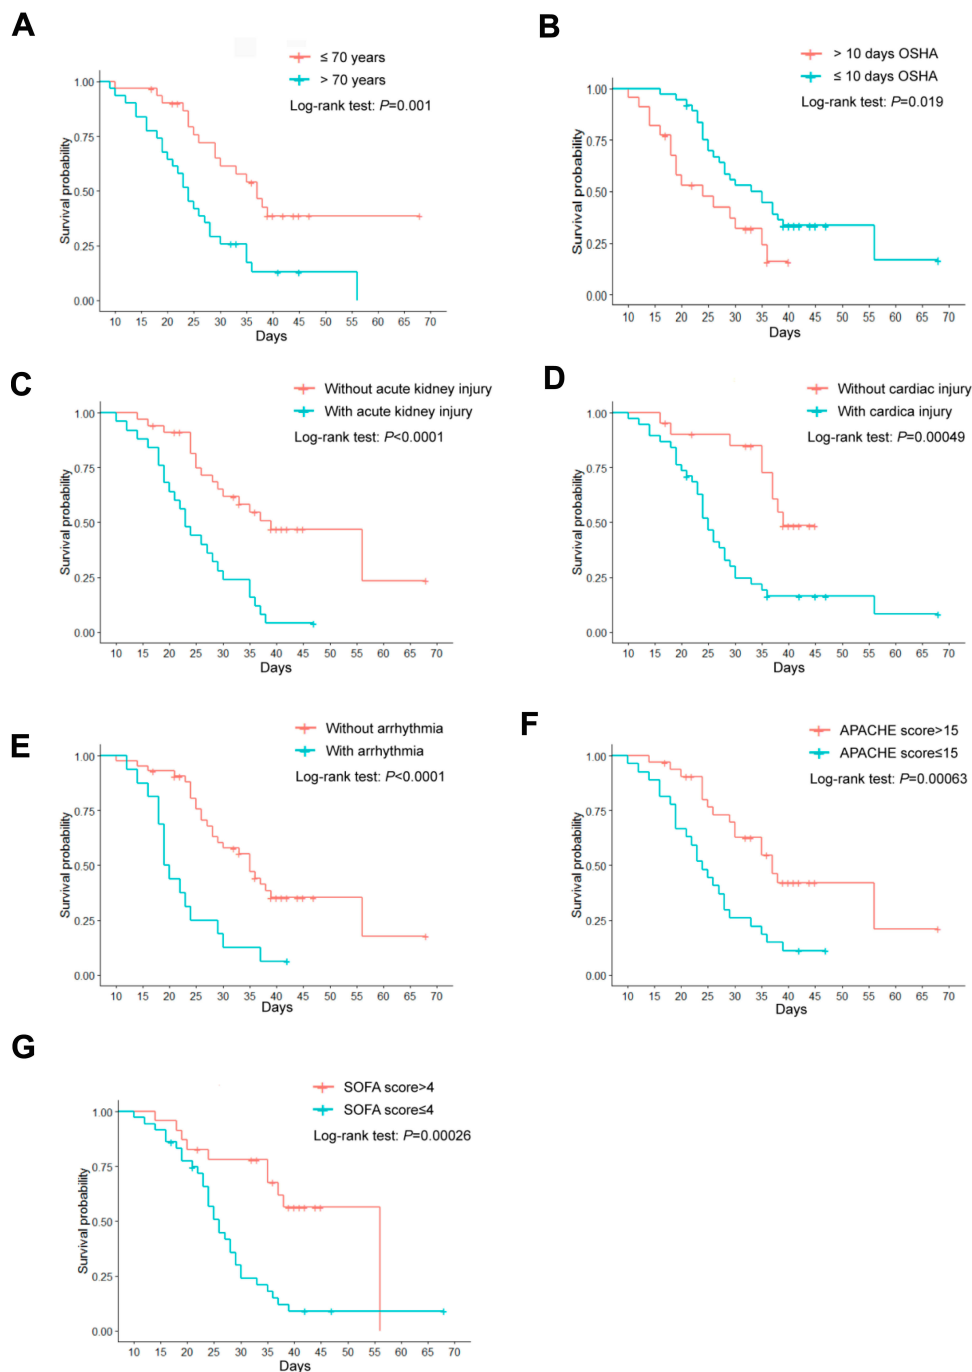 A
≤ 70 years
> 70 years
Log-rank test: P=0.001
Survival probability
1.00
0.75
0.50
0.25
0.00
10 15 20 25 30 35 40 45 50 55 60 65 70
Days
B
> 10 days OSHA
≤ 10 days OSHA
Log-rank test: P=0.019
Survival probability
1.00
0.75
0.50
0.25
0.00
10 15 20 25 30 35 40 45 50 55 60 65 70
Days
C
Without acute kidney injury
With acute kidney injury
Log-rank test: P<0.0001
Survival probability
1.00
0.75
0.50
0.25
0.00
10 15 20 25 30 35 40 45 50 55 60 65 70
Days
D
Without cardiac injury
With cardica injury
Log-rank test: P=0.00049
Survival probability
1.00
0.75
0.50
0.25
0.00
10 15 20 25 30 35 40 45 50 55 60 65 70
Days
E
Without arrhythmia
With arrhythmia
Log-rank test: P<0.0001
Survival probability
1.00
0.75
0.50
0.25
0.00
10 15 20 25 30 35 40 45 50 55 60 65 70
Days
F
APACHE score>15
APACHE score≤15
Log-rank test: P=0.00063
Survival probability
1.00
0.75
0.50
0.25
0.00
10 15 20 25 30 35 40 45 50 55 60 65 70
Days
G
SOFA score>4
SOFA score≤4
Log-rank test: P=0.00026
Survival probability
1.00
0.75
0.50
0.25
0.00
10 15 20 25 30 35 40 45 50 55 60 65 70
Days